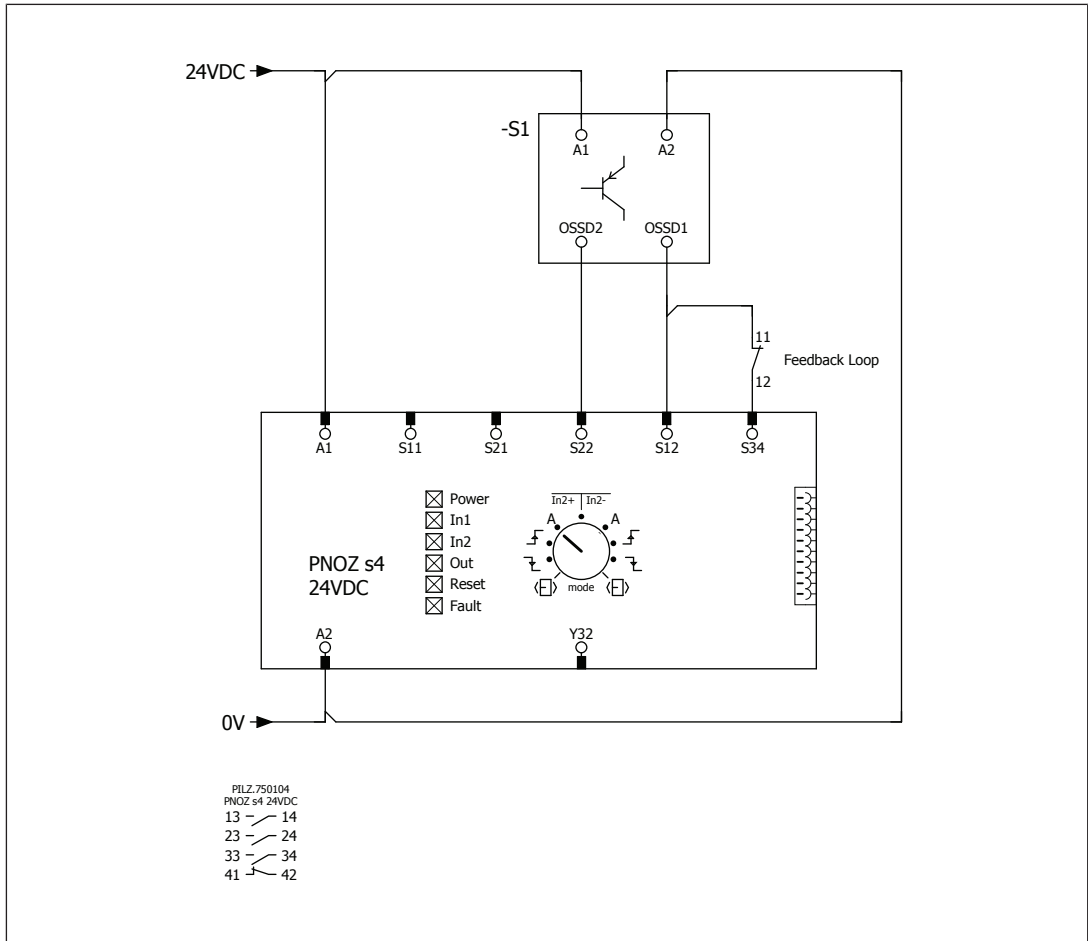 24VDC
-S1
A1 A2
OSSD2 OSSD1
11
Feedback Loop
12
A1 S11 S21 S22 S12 S34
Power
In1
In2
Out
Reset
Fault
In2+ In2-
A A
mode
PNOZ s4
24VDC
A2 Y32
0V
PILZ.750104
PNOZ s4 24VDC
13 14
23 24
33 34
41 42